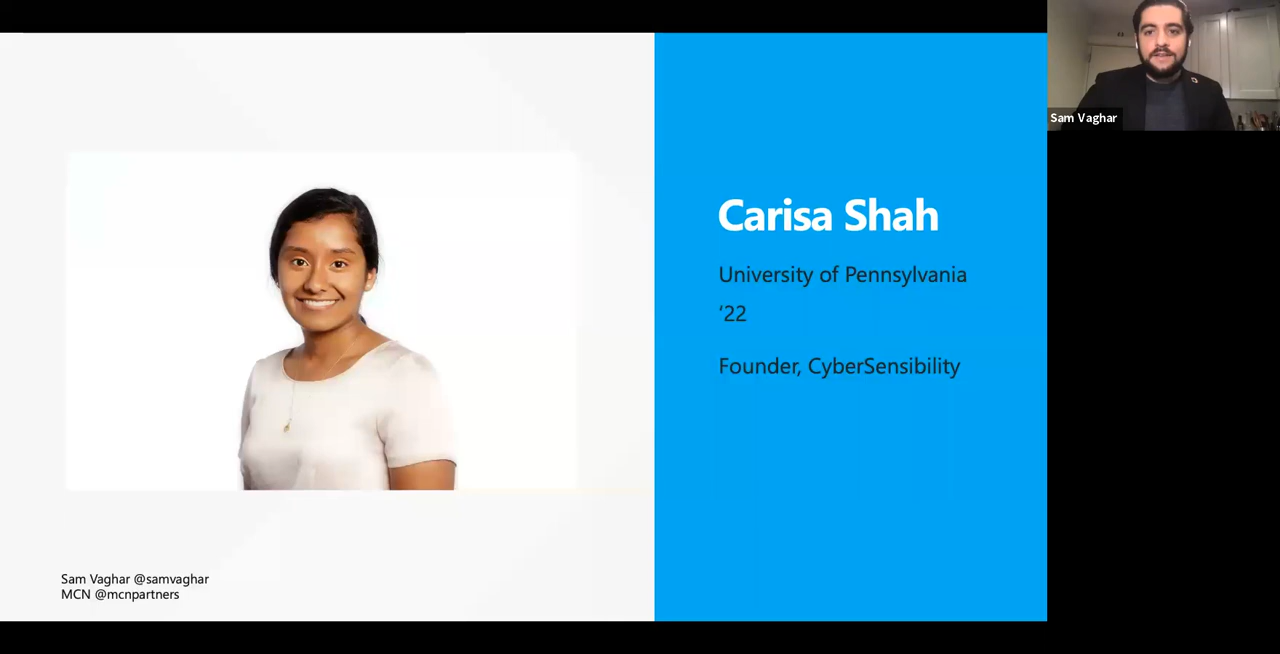 Carisa Shah
University of Pennsylvania
‘22
Founder, CyberSensibility
Sam Vaghar @samvaghar
MCN @mcnpartners
Sam Vaghar